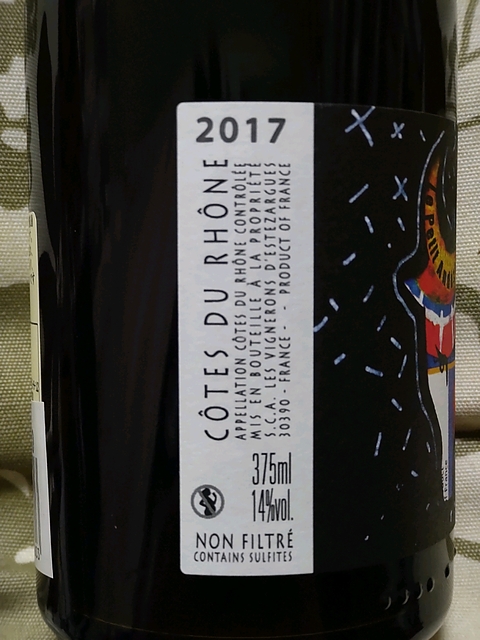 2017
CÔTES DU RHÔNE
APPELLATION CÔTES DU RHÔNE CONTRÔLÉE
MIS EN BOUTEILLE À LA PROPRIÉTÉ
S.C.A. LES VIGNERONS D'ESTEZARGUES
30390 - FRANCE - - PRODUCT OF FRANCE
375ml
14%vol.
NON FILTRÉ
CONTAINS SULFITES